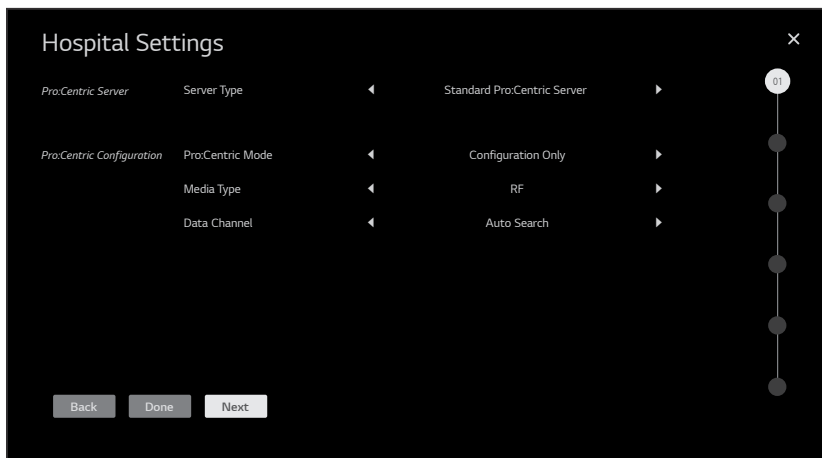 Hospital Settings
Pro:Centric Server Server Type Standard Pro:Centric Server
01
Pro:Centric Configuration Pro:Centric Mode Configuration Only
Media Type RF
Data Channel Auto Search
Back Done Next